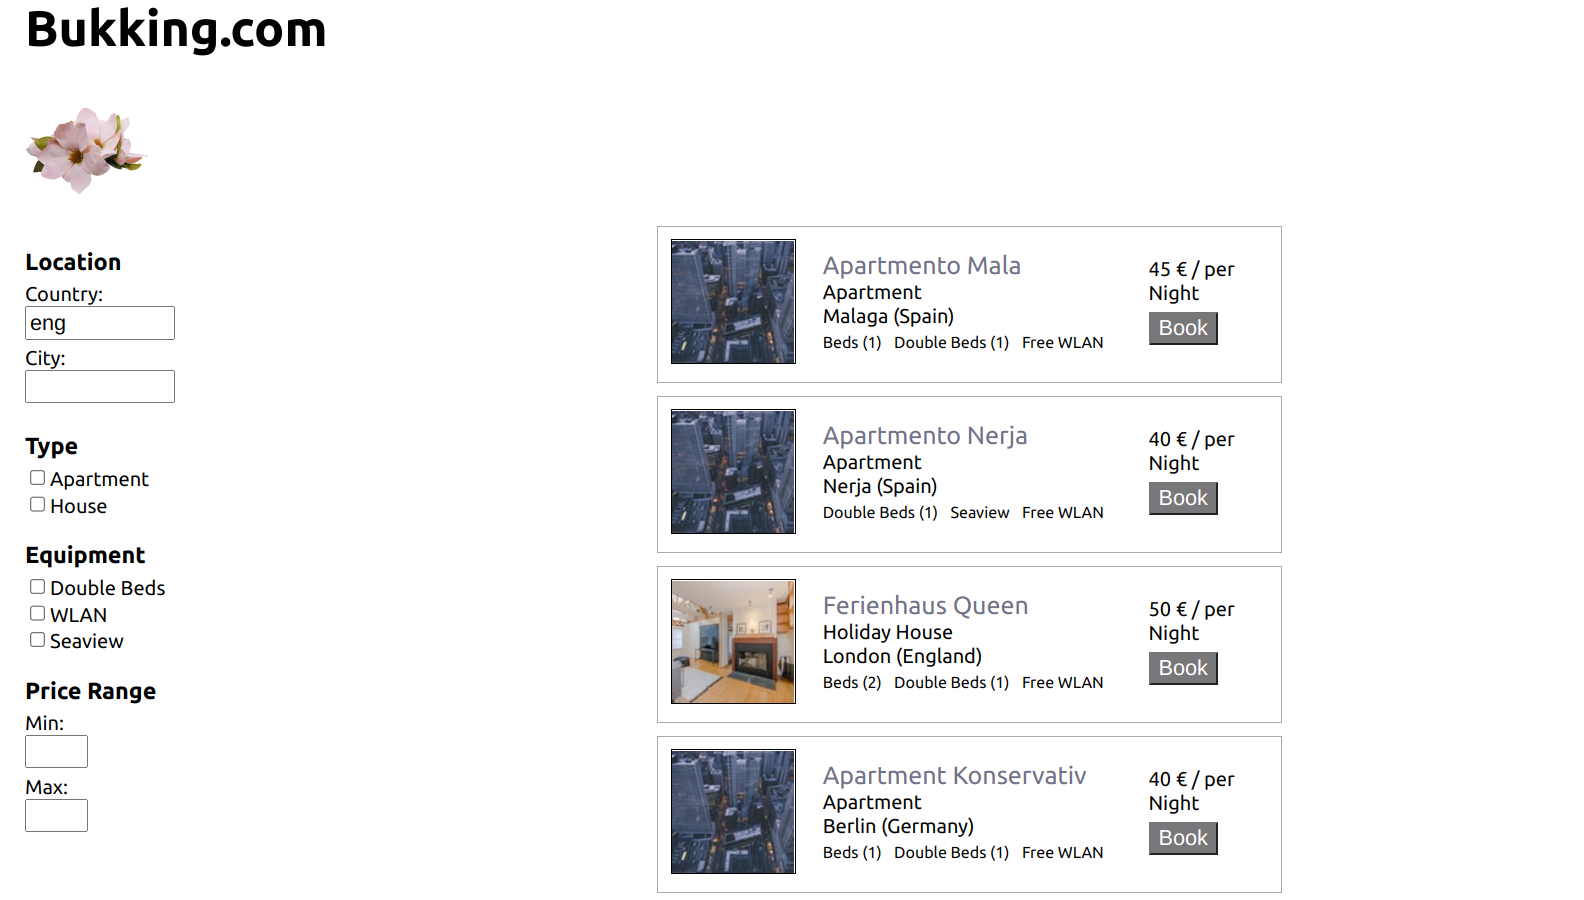 Bukking.com
Location
Country:
eng
City:
Type
Apartment
House
Equipment
Double Beds
WLAN
Seaview
Price Range
Min:
Max:
Apartmento Mala
Apartment
Malaga (Spain)
Beds (1) Double Beds (1) Free WLAN
45 € / per
Night
Book
Apartmento Nerja
Apartment
Nerja (Spain)
Double Beds (1) Seaview Free WLAN
40 € / per
Night
Book
Ferienhaus Queen
Holiday House
London (England)
Beds (2) Double Beds (1) Free WLAN
50 € / per
Night
Book
Apartment Konservativ
Apartment
Berlin (Germany)
Beds (1) Double Beds (1) Free WLAN
40 € / per
Night
Book